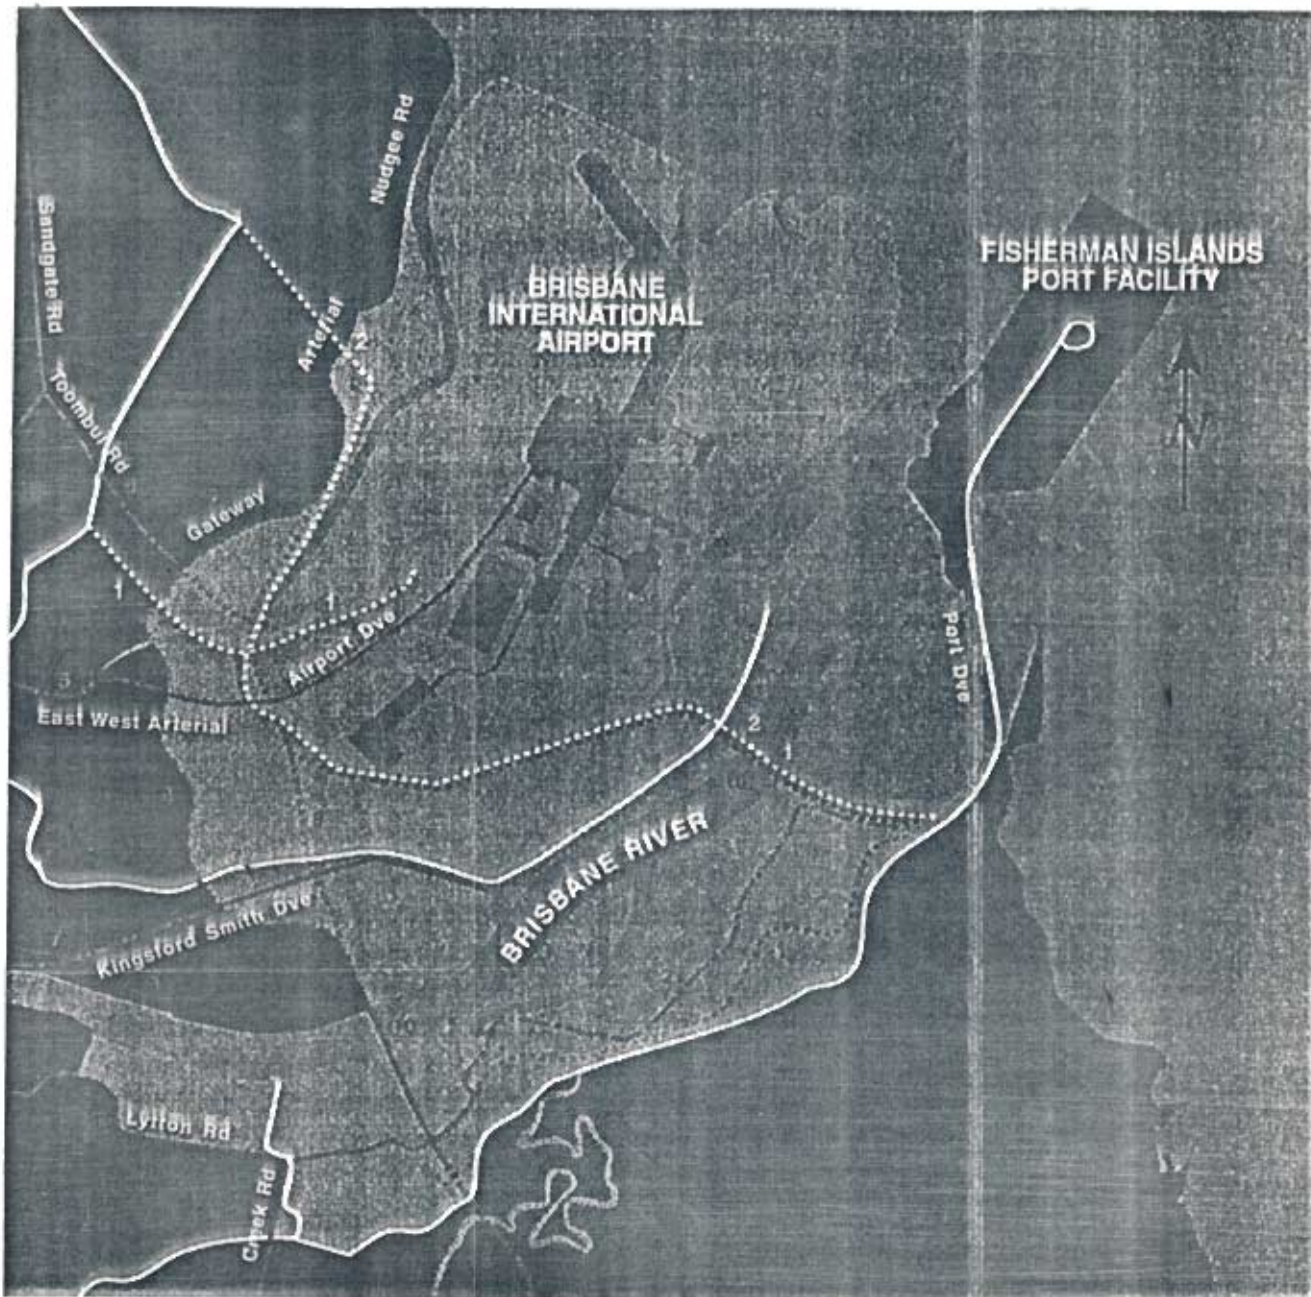 Nudgee Rd
Sandgate Rd
FISHERMAN ISLANDS
PORT FACILITY
BRISBANE
INTERNATIONAL
AIRPORT
Arterial
2
N
Toombul Rd
Gateway
1
1
Airport Dve
Port Dve
5
East West Arterial
2
1
BRISBANE RIVER
Kingsford Smith Dve
Lytton Rd
Creek Rd